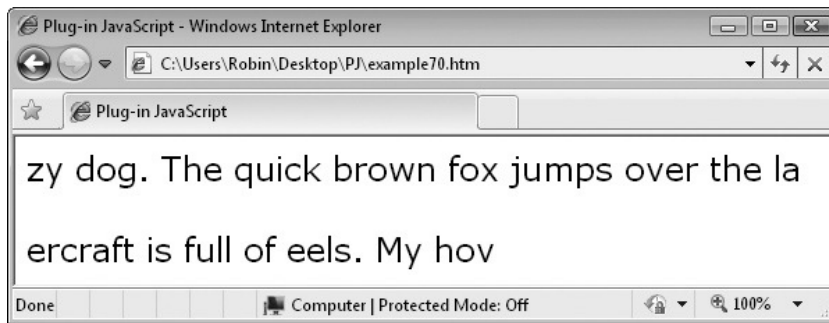 Plug-in JavaScript - Windows Internet Explorer
C:\Users\Robin\Desktop\PJ\example70.htm
Plug-in JavaScript
zy dog. The quick brown fox jumps over the la
ercraft is full of eels. My hov
Done Computer | Protected Mode: Off 100%